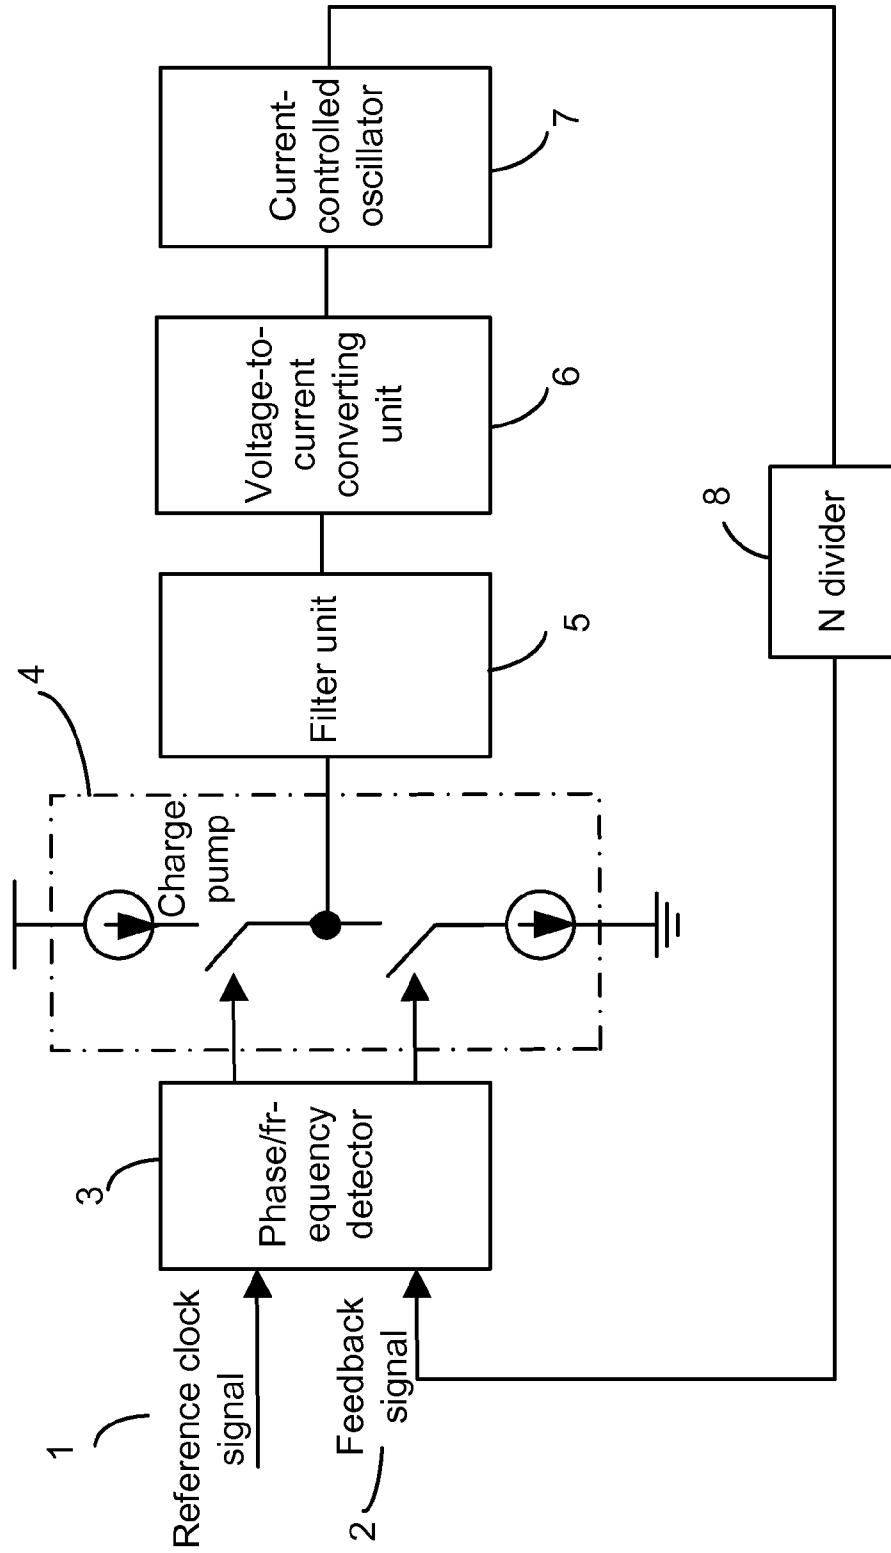 1
Reference clock
signal
Feedback
signal
2
3
Phase/fr-
equency
detector
4
Charge
pump
Filter unit
5
Voltage-to-
current
converting
unit
6
Current-
controlled
oscillator
7
8
N divider